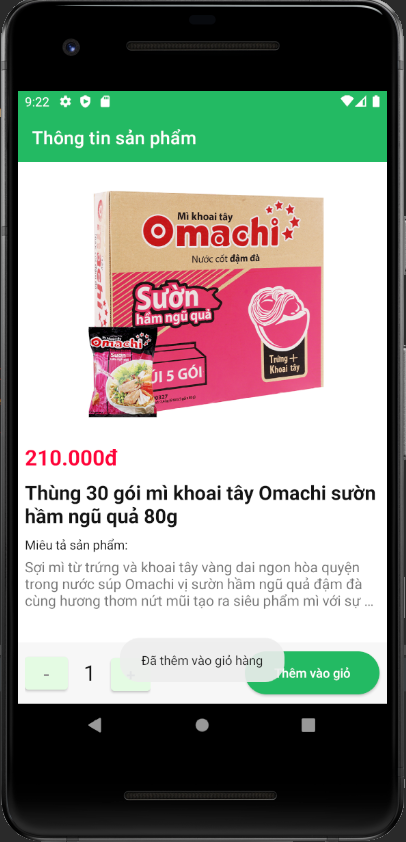 9:22
Thông tin sản phẩm
Mì khoai tây
Omachi
Nước cốt đậm đà
Sườn
hầm ngũ quả
Omachi
Sườn
ÚI 5 GÓI
Trứng +
Khoai tây
210.000đ
Thùng 30 gói mì khoai tây Omachi sườn
hầm ngũ quả 80g
Miêu tả sản phẩm:
Sợi mì từ trứng và khoai tây vàng dai ngon hòa quyện
trong nước súp Omachi vị sườn hầm ngũ quả đậm đà
cùng hương thơm nứt mũi tạo ra siêu phẩm mì với sự ...
- 1 +
Đã thêm vào giỏ hàng
Thêm vào giỏ